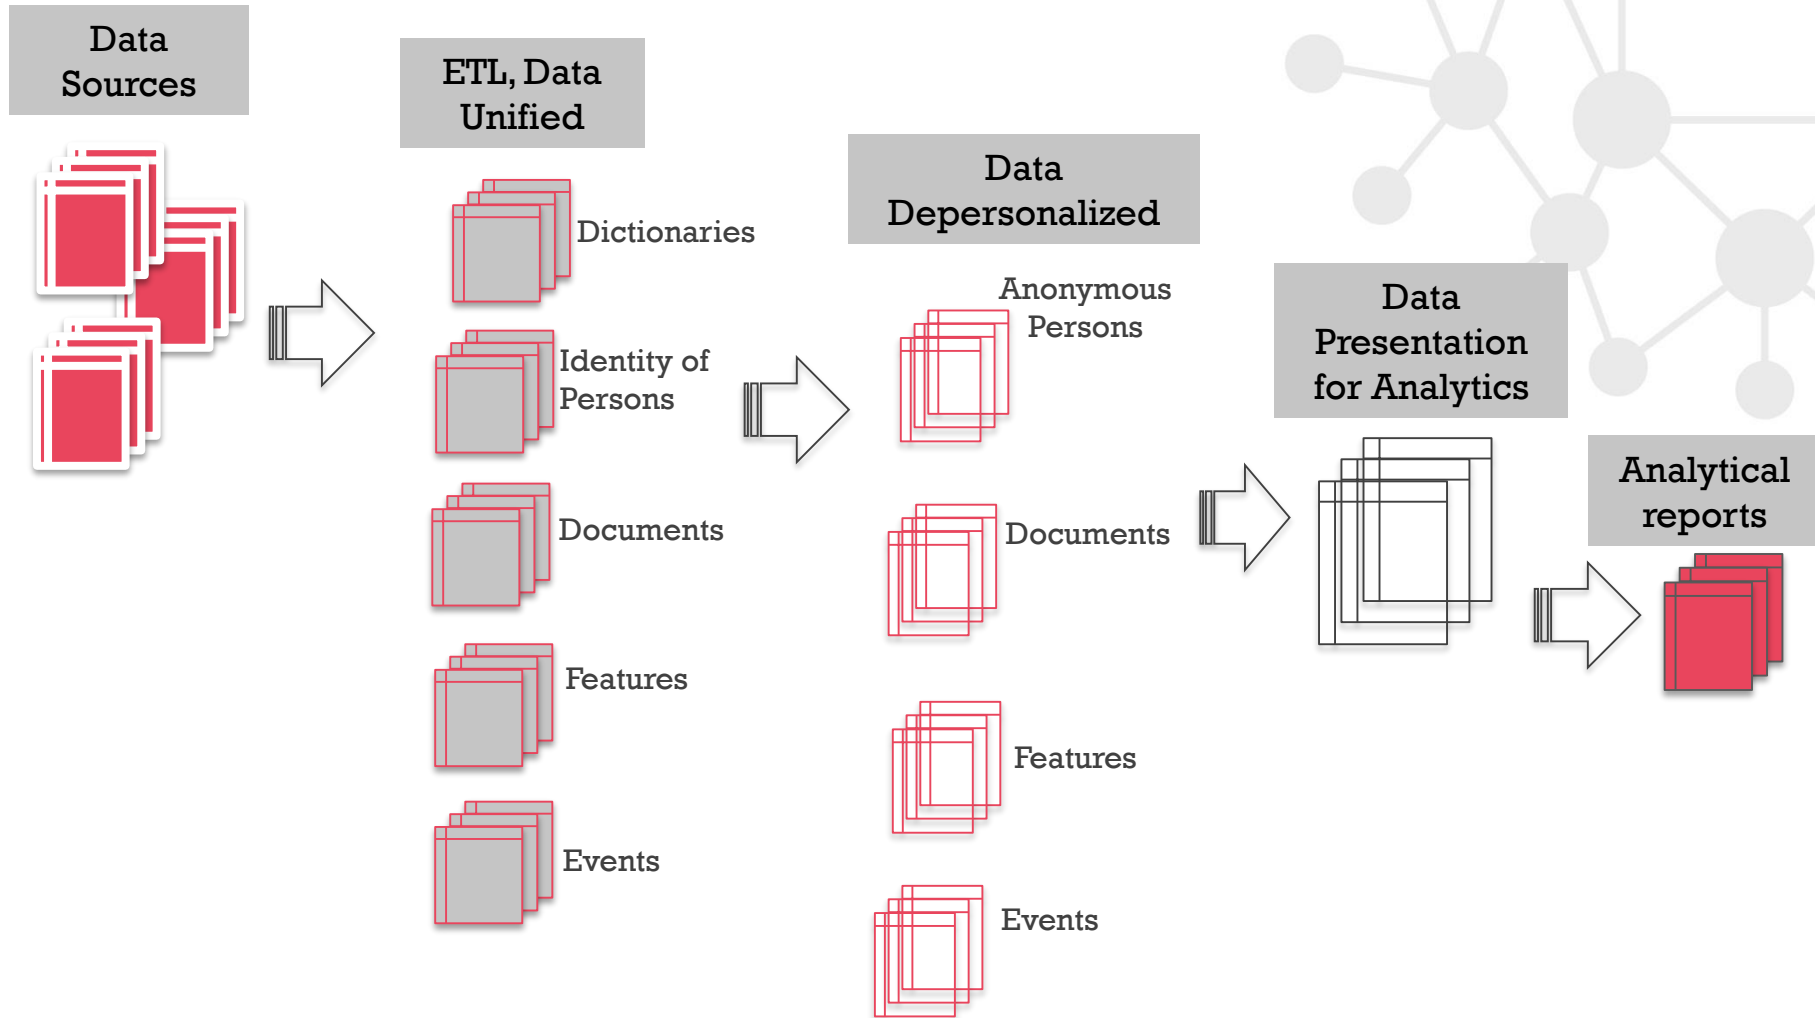 Data
Sources
ETL, Data
Unified
Dictionaries
Identity of
Persons
Documents
Features
Events
Data
Depersonalized
Anonymous
Persons
Documents
Features
Events
Data
Presentation
for Analytics
Analytical
reports